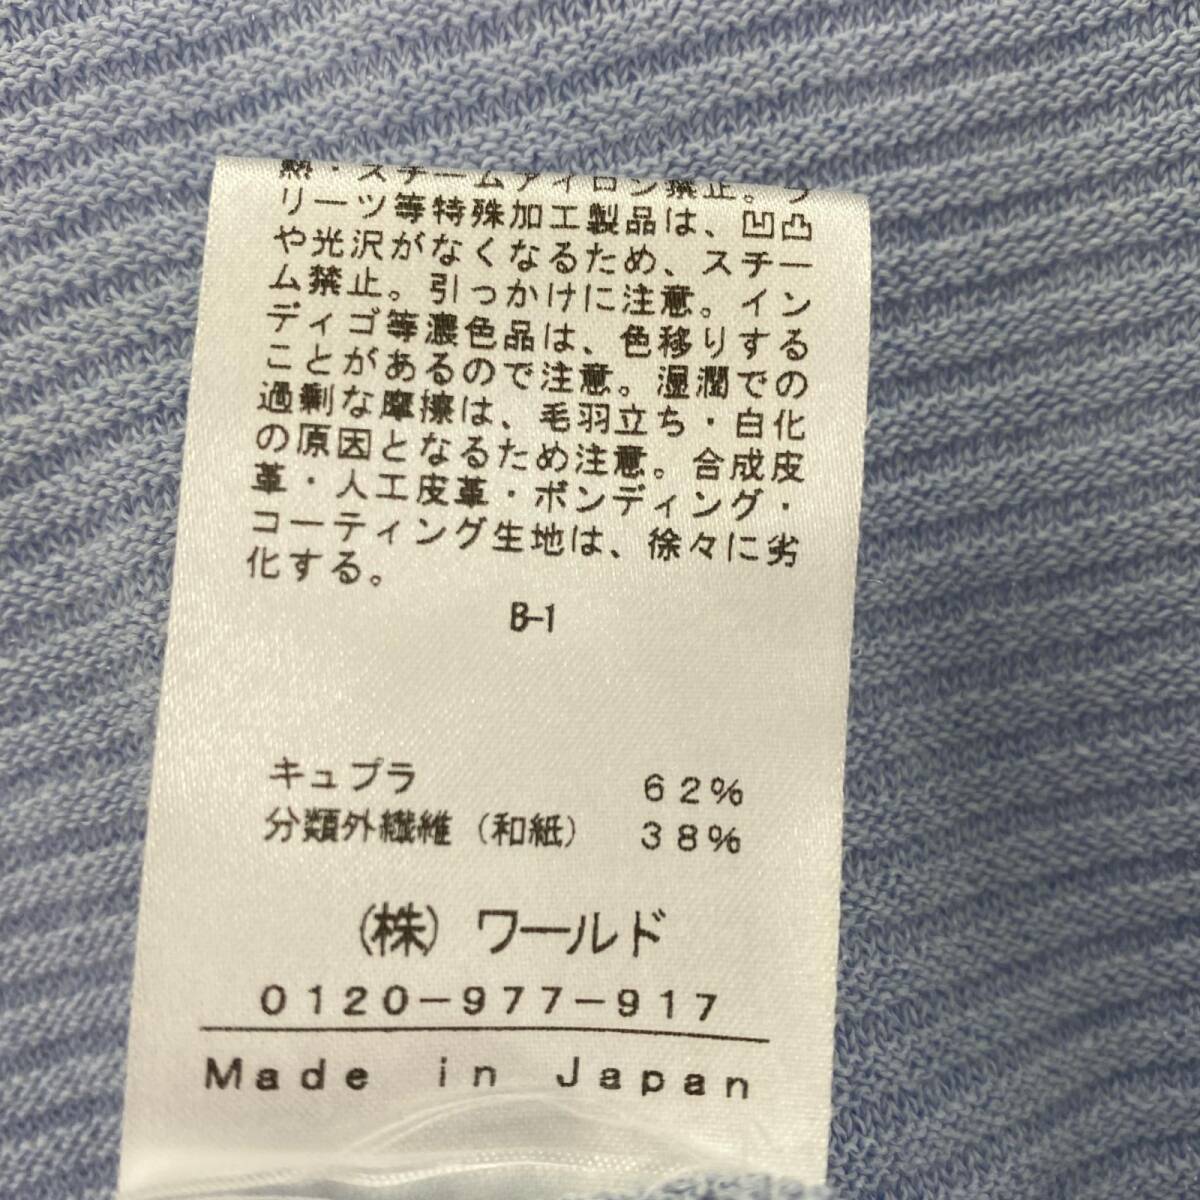 熱・スチームアイロン禁止。プ
リーツ等特殊加工製品は、凹凸
や光沢がなくなるため、スチー
ム禁止。引っかけに注意。イン
ディゴ等濃色品は、色移りする
ことがあるので注意。湿潤での
過剰な摩擦は、毛羽立ち・白化
の原因となるため注意。合成皮
革・人工皮革・ボンディング・
コーティング生地は、徐々に劣
化する。
B-1
キュプラ 62%
分類外繊維（和紙） 38%
（株）ワールド
0120-977-917
Made in Japan